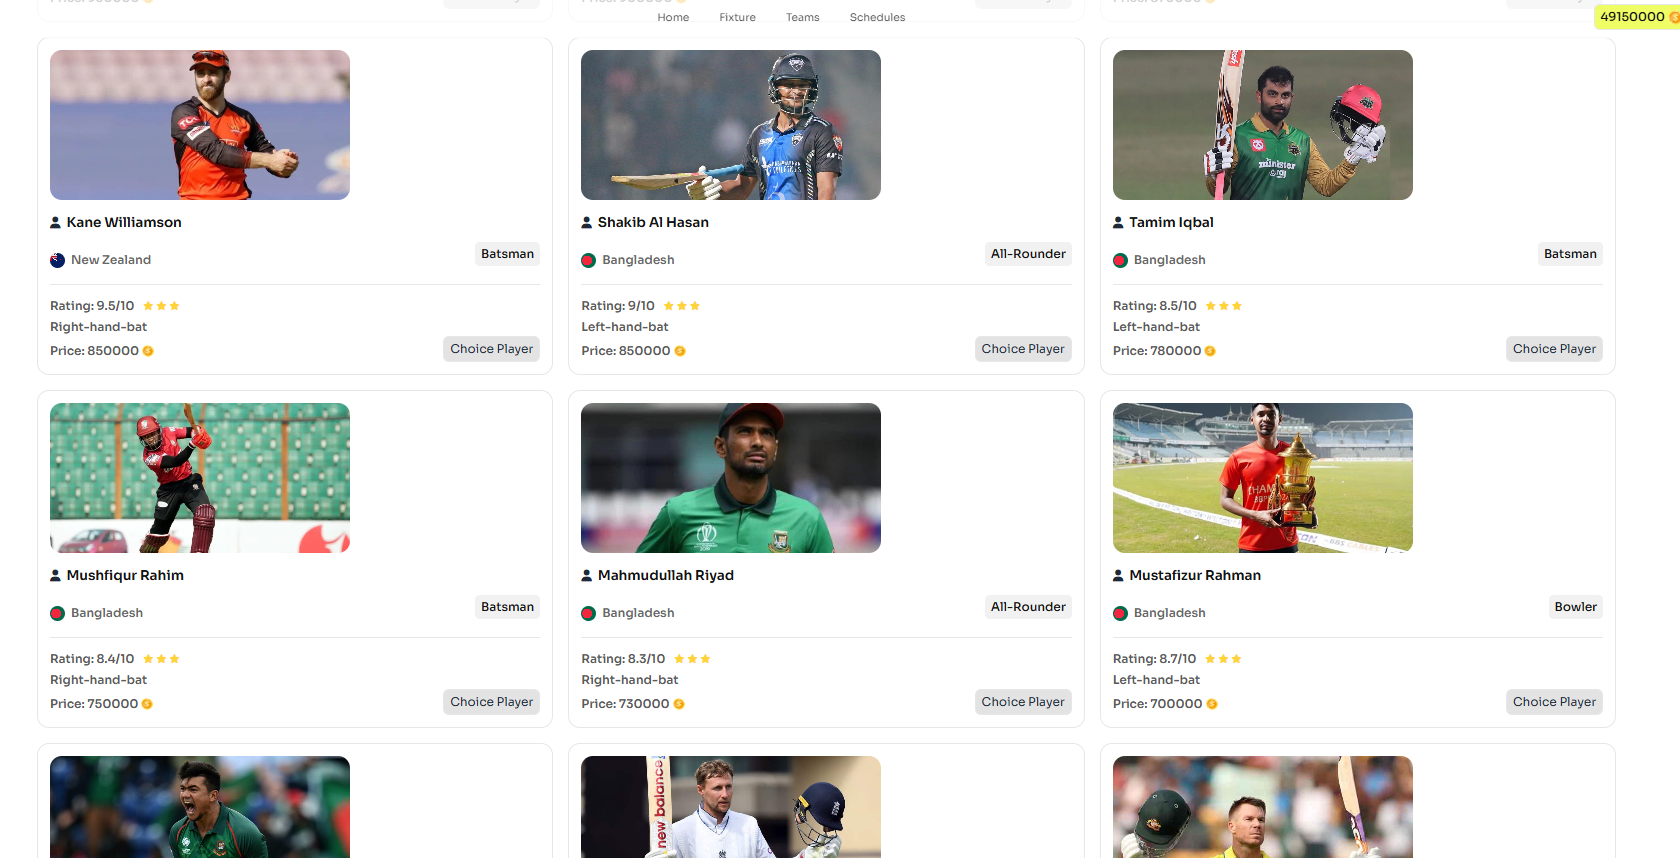 Home Fixture Teams Schedules
49150000
Kane Williamson
New Zealand
Batsman
Rating: 9.5/10
Right-hand-bat
Price: 850000
Choice Player
Shakib Al Hasan
Bangladesh
All-Rounder
Rating: 9/10
Left-hand-bat
Price: 850000
Choice Player
minister
Tamim Iqbal
Bangladesh
Batsman
Rating: 8.5/10
Left-hand-bat
Price: 780000
Choice Player
Mushfiqur Rahim
Bangladesh
Batsman
Rating: 8.4/10
Right-hand-bat
Price: 750000
Choice Player
Mahmudullah Riyad
Bangladesh
All-Rounder
Rating: 8.3/10
Right-hand-bat
Price: 730000
Choice Player
Mustafizur Rahman
Bangladesh
Bowler
Rating: 8.7/10
Left-hand-bat
Price: 700000
Choice Player
new balance